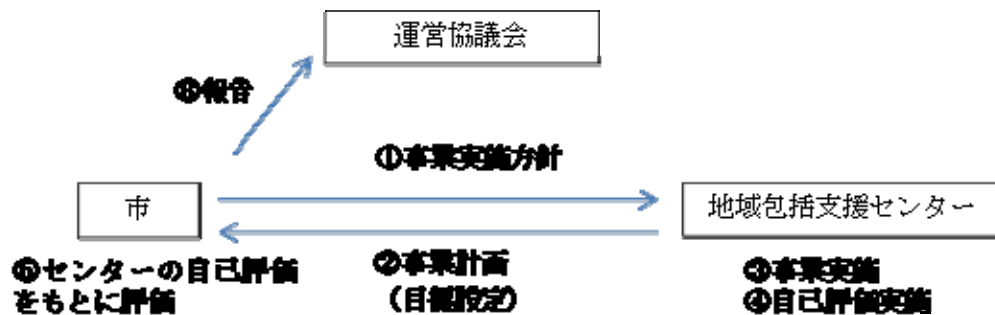 運営協議会
⑥報告
①事業実施方針
市
地域包括支援センター
⑤センターの自己評価
をもとに評価
②事業計画
(目標設定)
③事業実施
④自己評価実施